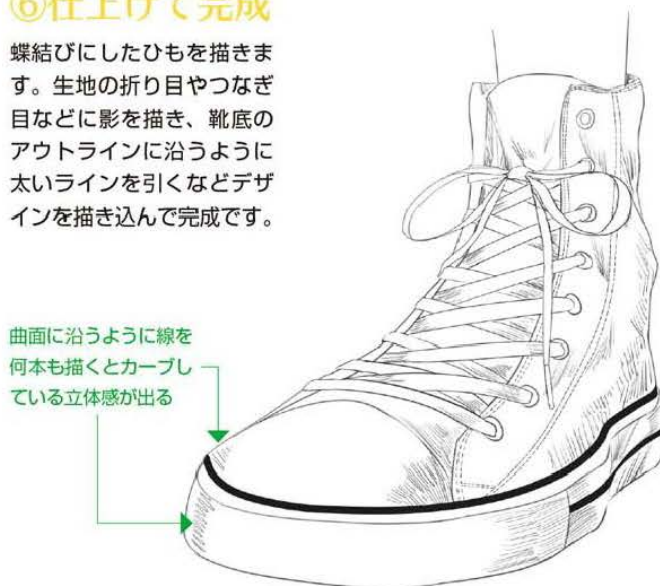 ⑥仕上げて完成
蝶結びにしたひもを描きま
す。生地の折り目やつなぎ
目などに影を描き、靴底の
アウトラインに沿うように
太いラインを引くなどデザ
インを描き込んで完成です。
曲面に沿うように線を
何本も描くとカーブし
ている立体感が出る